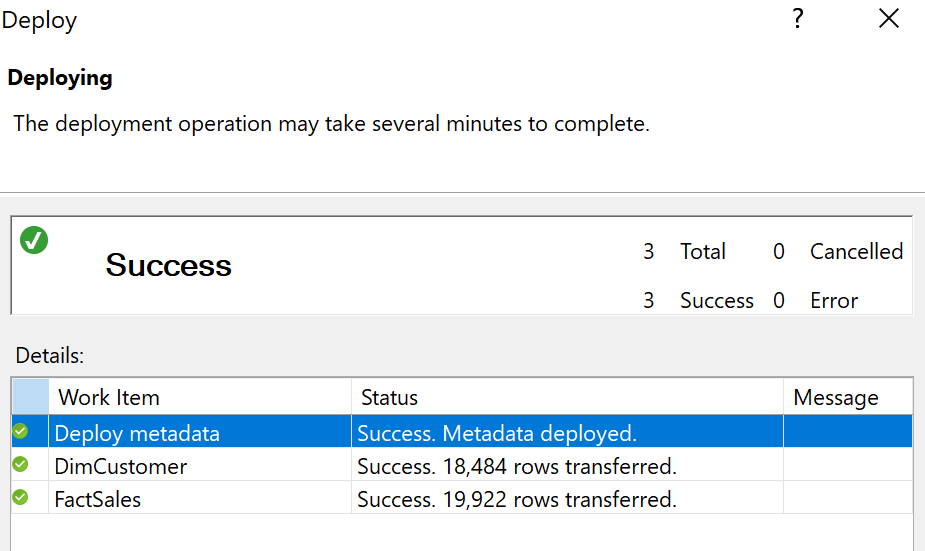 Deploy ? ✕
Deploying
The deployment operation may take several minutes to complete.
Success
3 Total 0 Cancelled
3 Success 0 Error
Details:
Work Item Status Message
Deploy metadata Success. Metadata deployed.
DimCustomer Success. 18,484 rows transferred.
FactSales Success. 19,922 rows transferred.